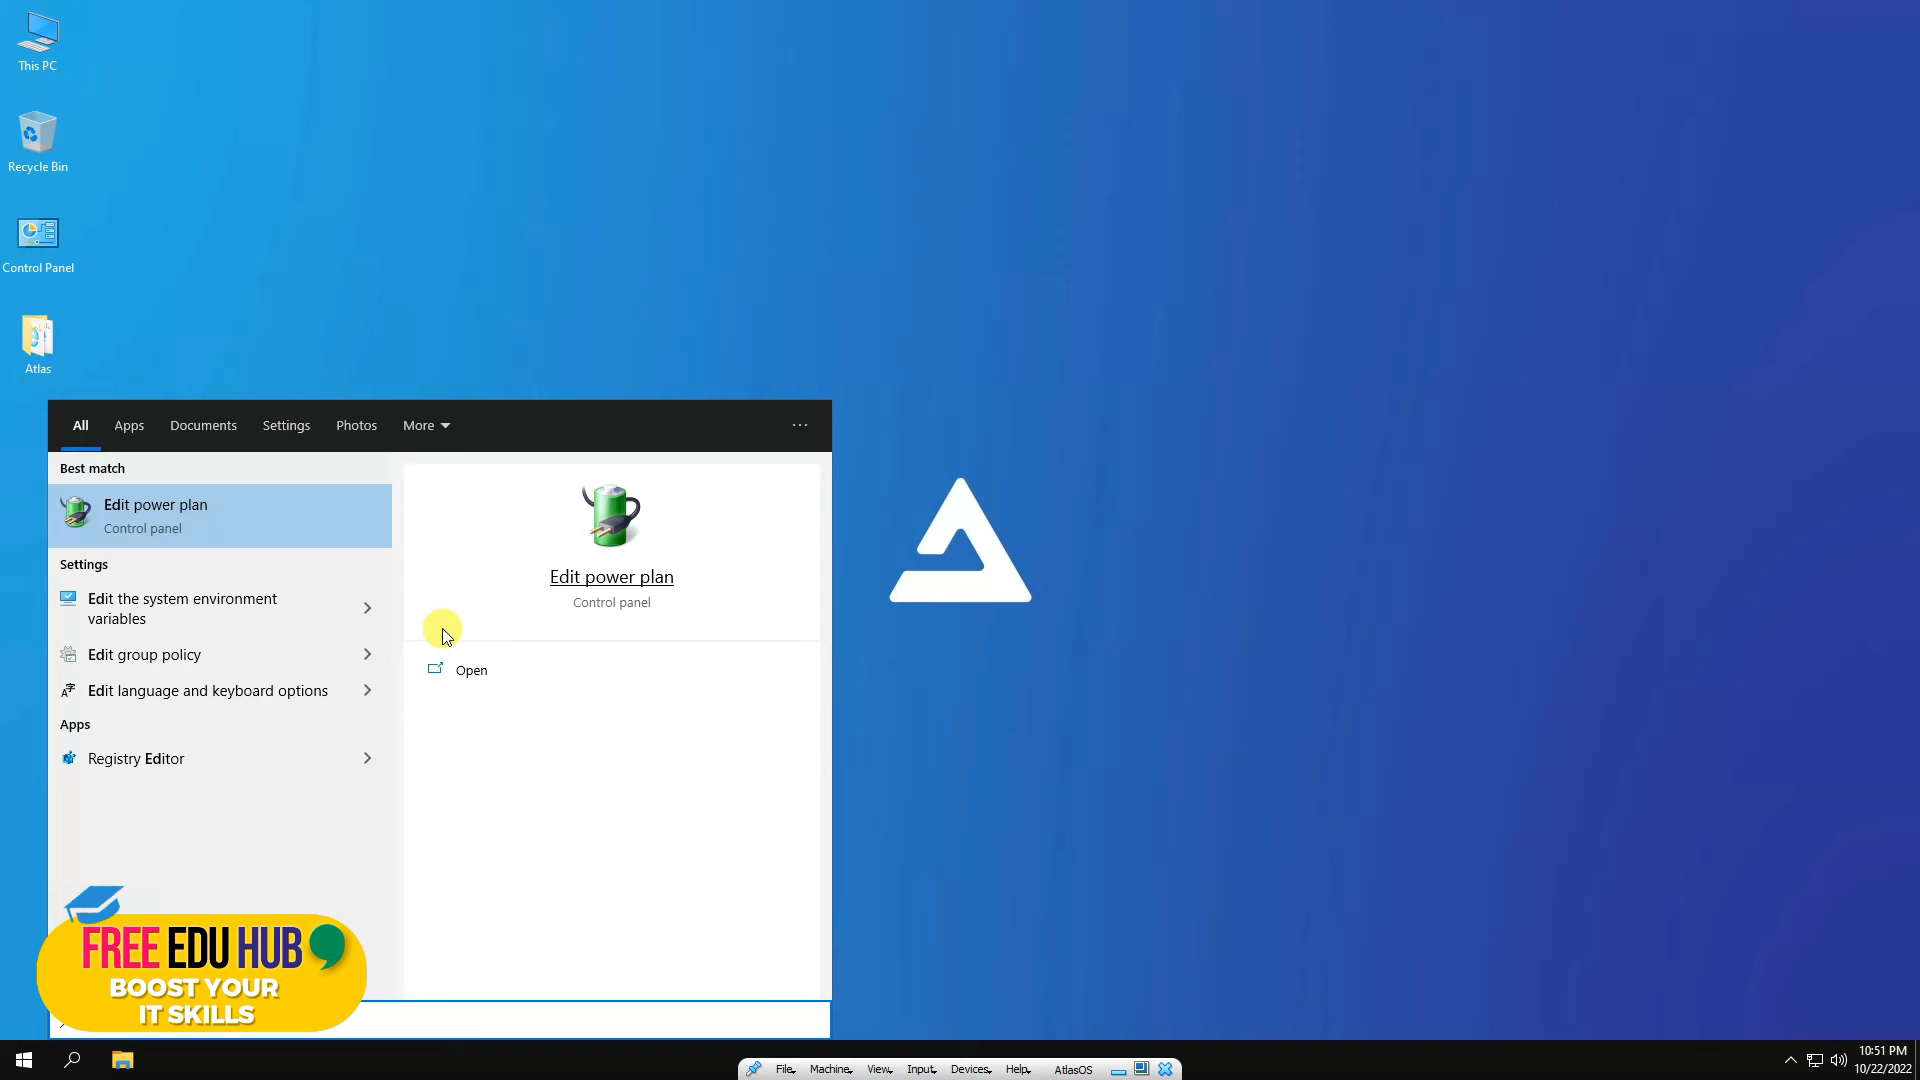 This PC
Recycle Bin
Control Panel
Atlas
All Apps Documents Settings Photos More ...
Best match
Edit power plan
Control panel
Settings
Edit the system environment
variables
Edit group policy
Edit language and keyboard options
Apps
Registry Editor
Edit power plan
Control panel
Open
FREE EDU HUB
BOOST YOUR
IT SKILLS
File Machine View Input Devices Help AtlasOS
10:51 PM
10/22/2022